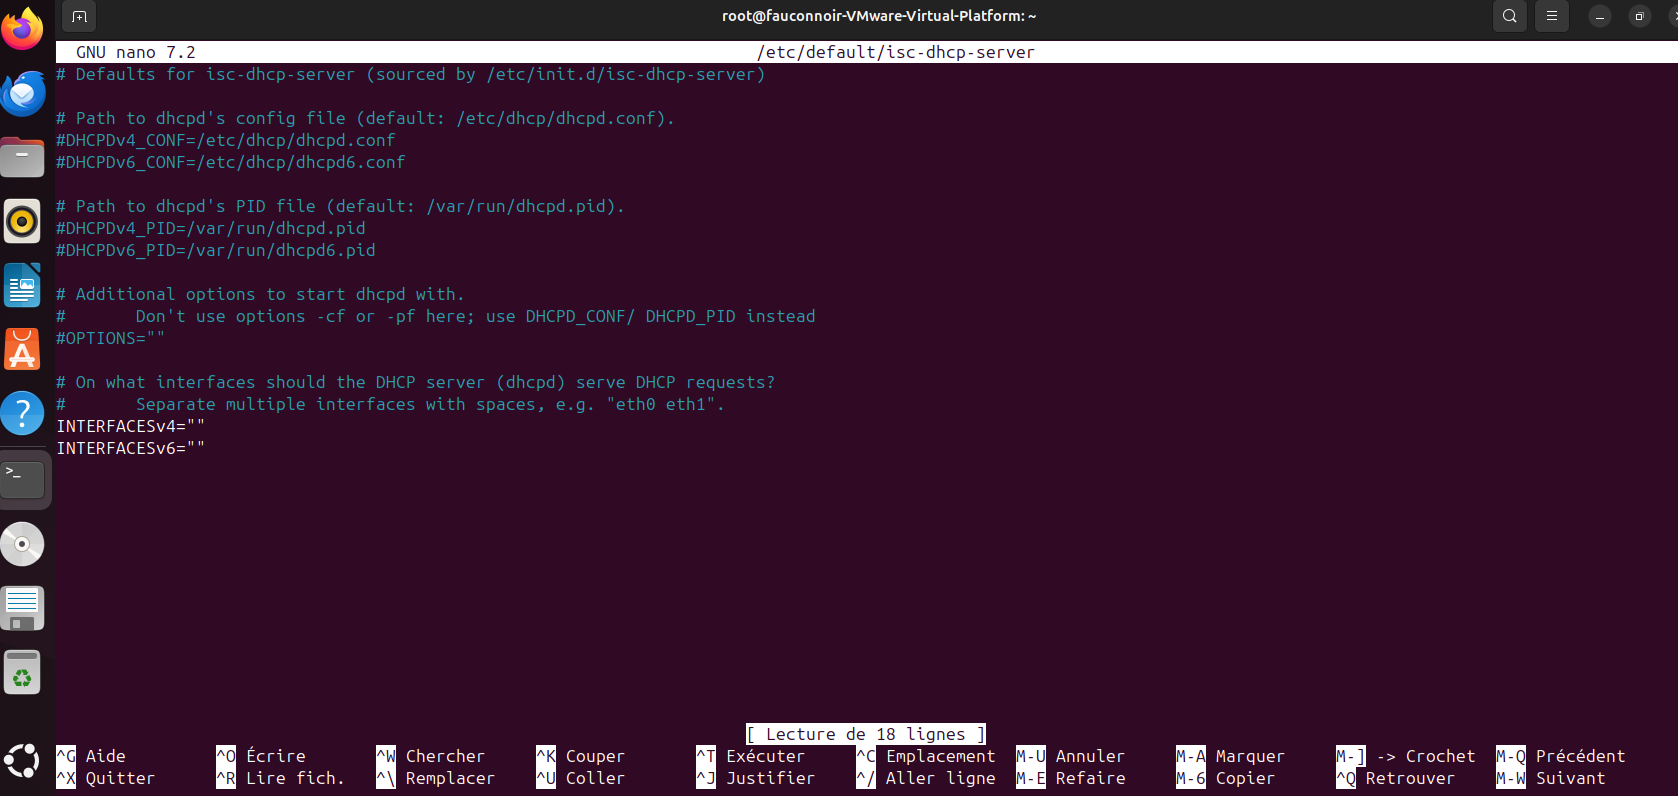 root@fauconnoir-VMware-Virtual-Platform: ~
GNU nano 7.2 /etc/default/isc-dhcp-server
# Defaults for isc-dhcp-server (sourced by /etc/init.d/isc-dhcp-server)
# Path to dhcpd's config file (default: /etc/dhcp/dhcpd.conf).
#DHCPDv4_CONF=/etc/dhcp/dhcpd.conf
#DHCPDv6_CONF=/etc/dhcp/dhcpd6.conf
# Path to dhcpd's PID file (default: /var/run/dhcpd.pid).
#DHCPDv4_PID=/var/run/dhcpd.pid
#DHCPDv6_PID=/var/run/dhcpd6.pid
# Additional options to start dhcpd with.
#       Don't use options -cf or -pf here; use DHCPD_CONF/ DHCPD_PID instead
#OPTIONS=""
# On what interfaces should the DHCP server (dhcpd) serve DHCP requests?
#       Separate multiple interfaces with spaces, e.g. "eth0 eth1".
INTERFACESv4=""
INTERFACESv6=""
[ Lecture de 18 lignes ]
^G Aide ^O Écrire ^W Chercher ^K Couper ^T Exécuter ^C Emplacement M-U Annuler M-A Marquer M-] -> Crochet M-Q Précédent
^X Quitter ^R Lire fich. ^\ Remplacer ^U Coller ^J Justifier ^/ Aller ligne M-E Refaire M-6 Copier ^Q Retrouver M-W Suivant